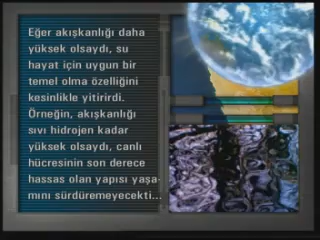 Eğer akışkanlığı daha
yüksek olsaydı, su
hayat için uygun bir
temel olma özelliğini
kesinlikle yitirirdi.
Örneğin, akışkanlığı
sıvı hidrojen kadar
yüksek olsaydı, canlı
hücresinin son derece
hassas olan yapısı yaşa-
mını sürdüremeyecekti...